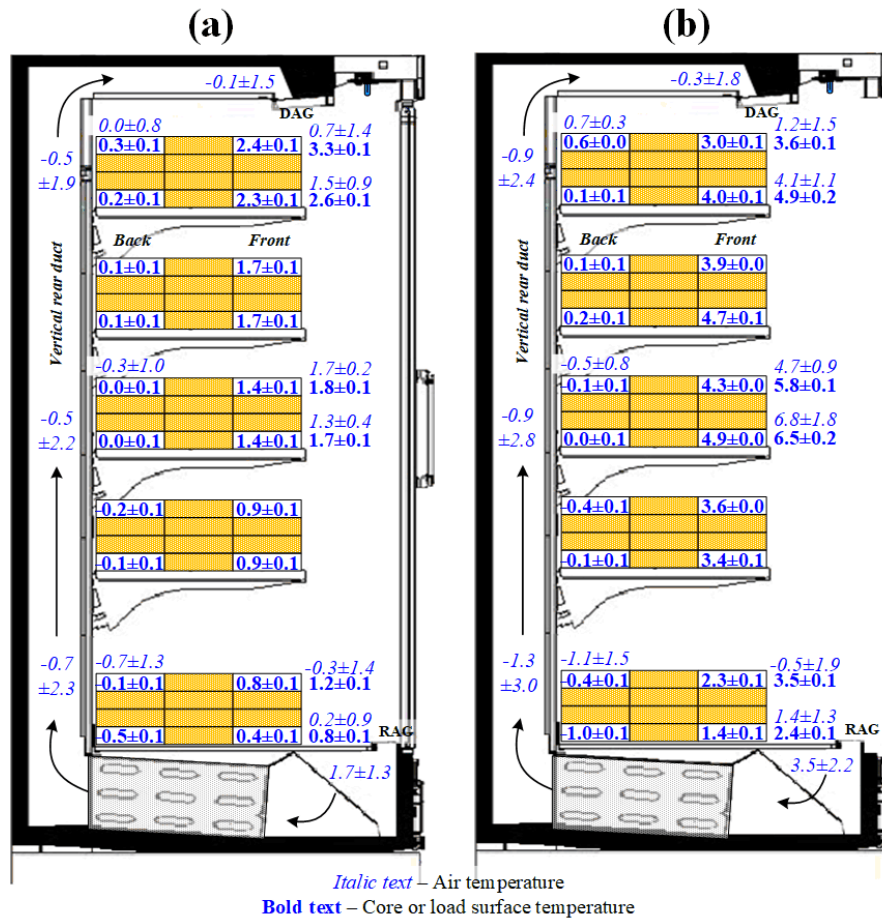 (a) (b)
-0.1±1.5 -0.3±1.8
DAG DAG
0.0±0.8 0.7±1.4 0.7±0.3 1.2±1.5
0.3±0.1 2.4±0.1 3.3±0.1 0.6±0.0 3.0±0.1 3.6±0.1
-0.5 -0.9
±1.9 ±2.4
1.5±0.9 4.1±1.1
0.2±0.1 2.3±0.1 2.6±0.1 0.1±0.1 4.0±0.1 4.9±0.2
Back Front Back Front
Vertical rear duct Vertical rear duct
0.1±0.1 1.7±0.1 0.1±0.1 3.9±0.0
0.1±0.1 1.7±0.1 0.2±0.1 4.7±0.1
-0.3±1.0 1.7±0.2 -0.5±0.8 4.7±0.9
0.0±0.1 1.4±0.1 1.8±0.1 -0.1±0.1 4.3±0.0 5.8±0.1
-0.5 -0.9
±2.2 ±2.8
1.3±0.4 6.8±1.8
0.0±0.1 1.4±0.1 1.7±0.1 0.0±0.1 4.9±0.0 6.5±0.2
-0.2±0.1 0.9±0.1 -0.4±0.1 3.6±0.0
-0.1±0.1 0.9±0.1 -0.1±0.1 3.4±0.1
-0.7 -1.3
±2.3 ±3.0
-0.7±1.3 -0.3±1.4 -1.1±1.5 -0.5±1.9
-0.1±0.1 0.8±0.1 1.2±0.1 -0.4±0.1 2.3±0.1 3.5±0.1
0.2±0.9 1.4±1.3
-0.5±0.1 0.4±0.1 0.8±0.1 -1.0±0.1 1.4±0.1 2.4±0.1
RAG RAG
1.7±1.3 3.5±2.2
Italic text – Air temperature
Bold text – Core or load surface temperature